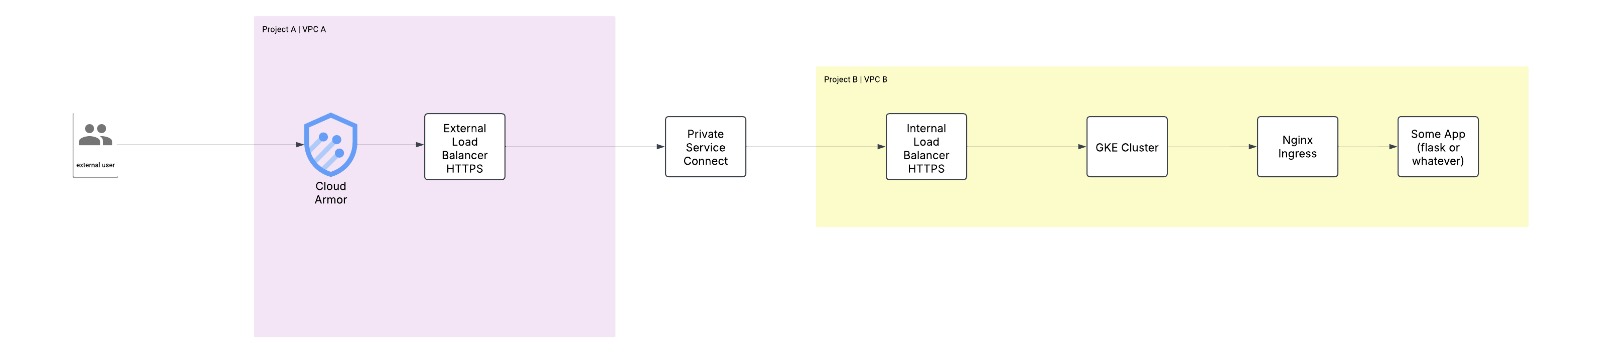 Project A | VPC A
external user
Cloud
Armor
External
Load
Balancer
HTTPS
Private
Service
Connect
Project B | VPC B
Internal
Load
Balancer
HTTPS
GKE Cluster
Nginx
Ingress
Some App
(flask or
whatever)